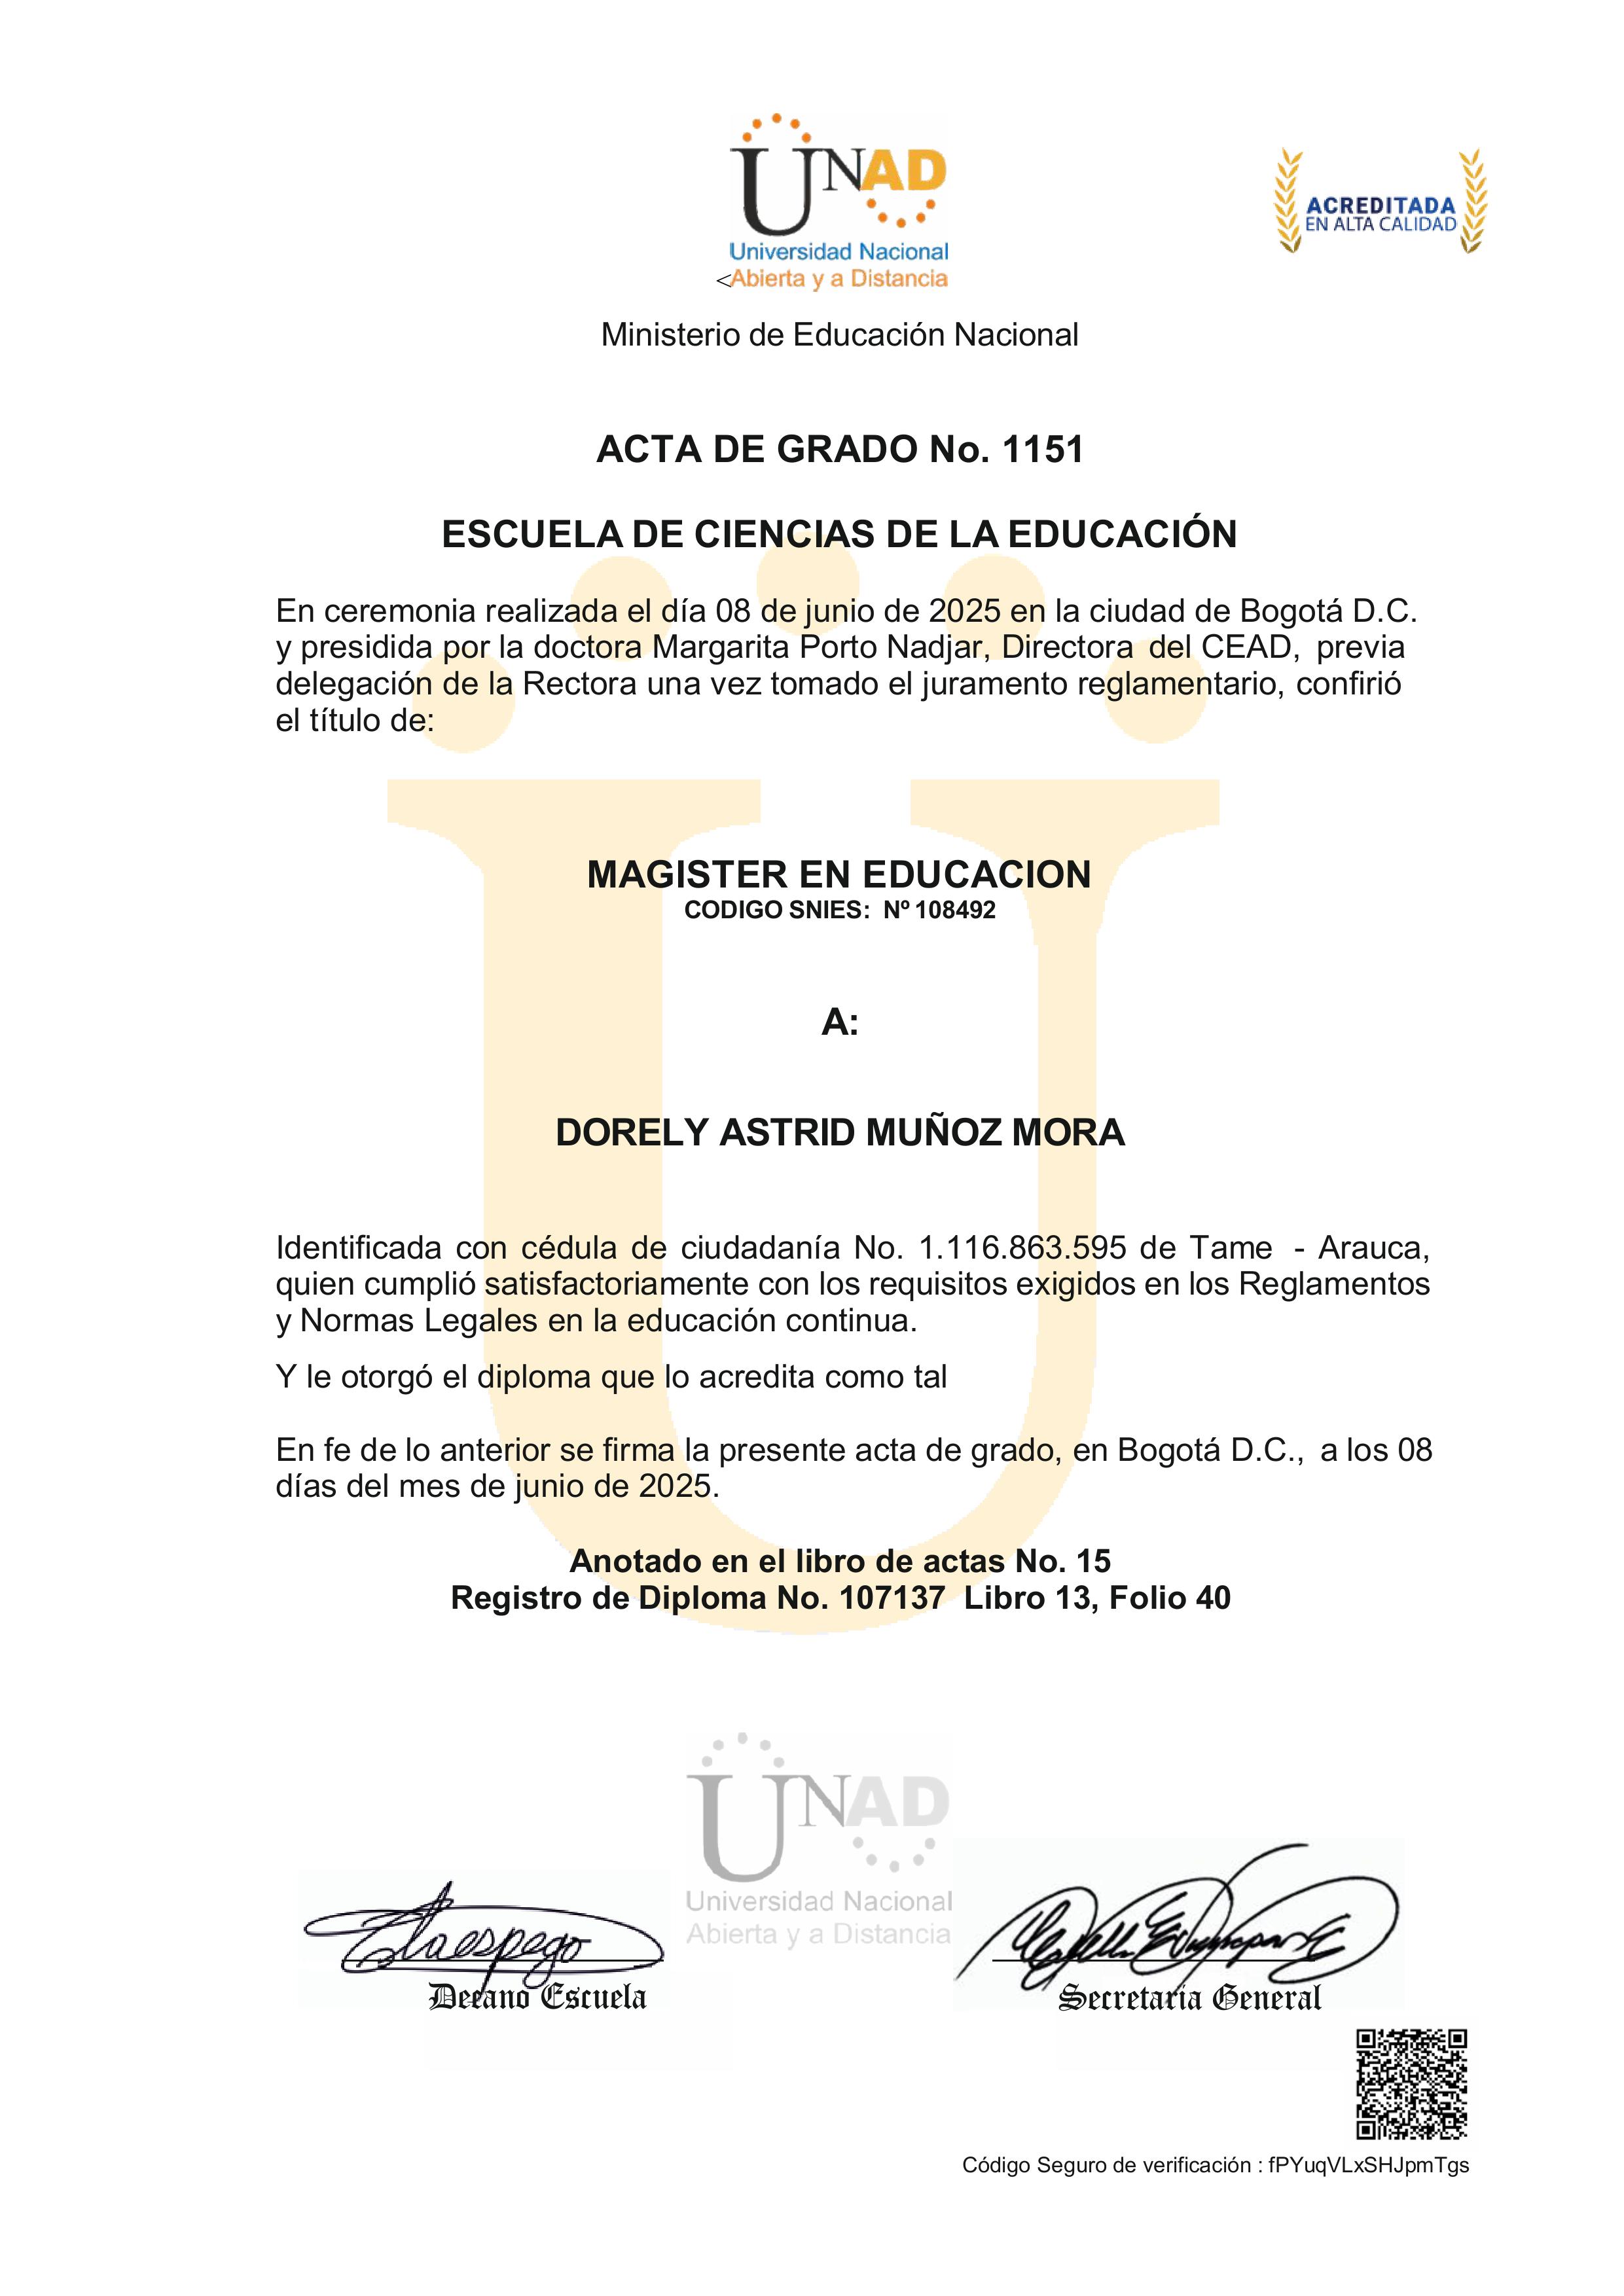 UNAD
Universidad Nacional
<Abierta y a Distancia
ACREDITADA
EN ALTA CALIDAD
Ministerio de Educación Nacional
ACTA DE GRADO No. 1151
ESCUELA DE CIENCIAS DE LA EDUCACIÓN
En ceremonia realizada el día 08 de junio de 2025 en la ciudad de Bogotá D.C.
y presidida por la doctora Margarita Porto Nadjar, Directora del CEAD, previa
delegación de la Rectora una vez tomado el juramento reglamentario, confirió
el título de:
MAGISTER EN EDUCACION
CODIGO SNIES: Nº 108492
A:
DORELY ASTRID MUÑOZ MORA
Identificada con cédula de ciudadanía No. 1.116.863.595 de Tame - Arauca,
quien cumplió satisfactoriamente con los requisitos exigidos en los Reglamentos
y Normas Legales en la educación continua.
Y le otorgó el diploma que lo acredita como tal
En fe de lo anterior se firma la presente acta de grado, en Bogotá D.C., a los 08
días del mes de junio de 2025.
Anotado en el libro de actas No. 15
Registro de Diploma No. 107137 Libro 13, Folio 40
UNAD
Universidad Nacional
Abierta y a Distancia
Decano Escuela
Secretaría General
Código Seguro de verificación : fPYuqVLxSHJpmTgs